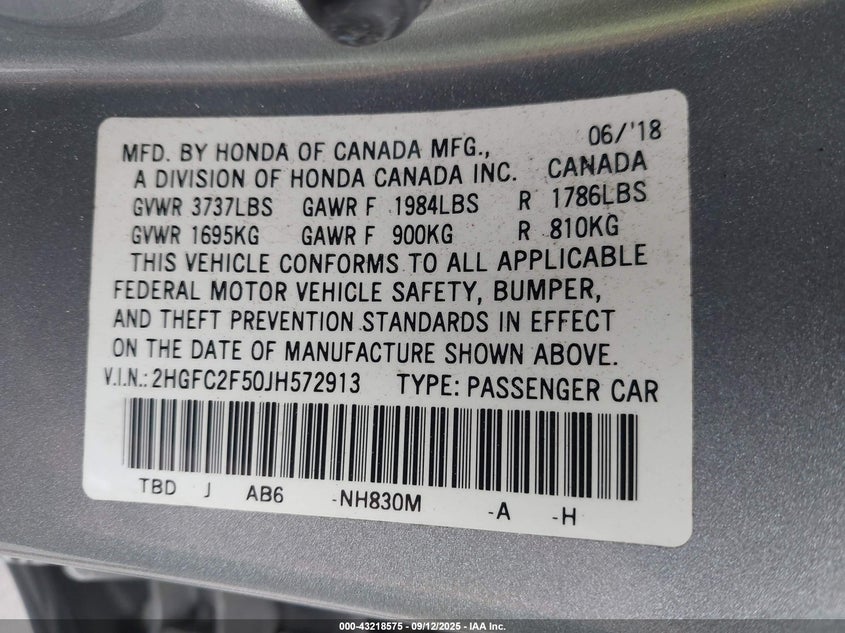 06/'18
MFD. BY HONDA OF CANADA MFG.,
A DIVISION OF HONDA CANADA INC. CANADA
GVWR 3737LBS GAWR F 1984LBS R 1786LBS
GVWR 1695KG GAWR F 900KG R 810KG
THIS VEHICLE CONFORMS TO ALL APPLICABLE
FEDERAL MOTOR VEHICLE SAFETY, BUMPER,
AND THEFT PREVENTION STANDARDS IN EFFECT
ON THE DATE OF MANUFACTURE SHOWN ABOVE.
V.I.N.: 2HGFC2F50JH572913 TYPE: PASSENGER CAR
TBD J AB6 -NH830M -A -H
000-43218575 — 09/12/2025 — IAA Inc.